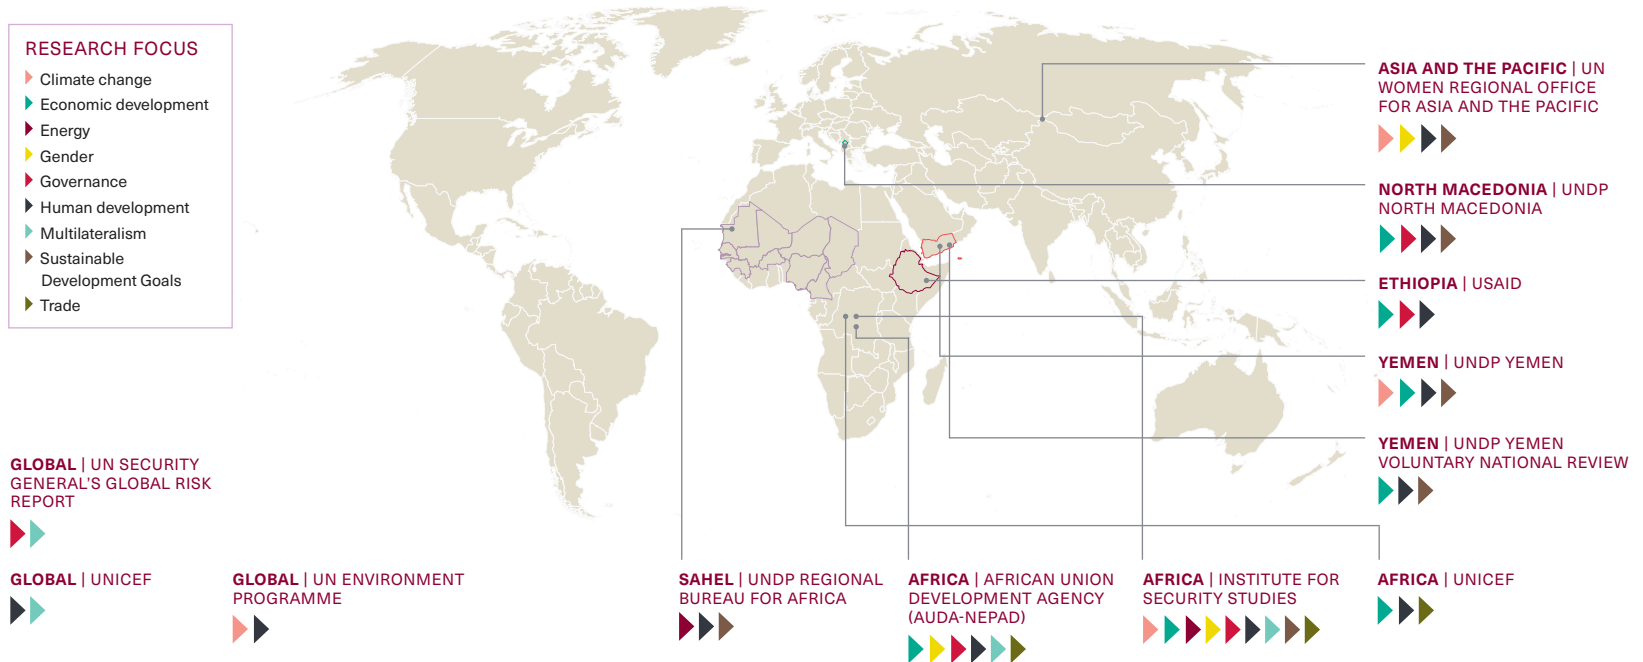 RESEARCH FOCUS
Climate change
Economic development
Energy
Gender
Governance
Human development
Multilateralism
Sustainable
Development Goals
Trade
ASIA AND THE PACIFIC | UN
WOMEN REGIONAL OFFICE
FOR ASIA AND THE PACIFIC
NORTH MACEDONIA | UNDP
NORTH MACEDONIA
ETHIOPIA | USAID
YEMEN | UNDP YEMEN
YEMEN | UNDP YEMEN
VOLUNTARY NATIONAL REVIEW
GLOBAL | UN SECURITY
GENERAL'S GLOBAL RISK
REPORT
GLOBAL | UNICEF
GLOBAL | UN ENVIRONMENT
PROGRAMME
SAHEL | UNDP REGIONAL
BUREAU FOR AFRICA
AFRICA | AFRICAN UNION
DEVELOPMENT AGENCY
(AUDA-NEPAD)
AFRICA | INSTITUTE FOR
SECURITY STUDIES
AFRICA | UNICEF